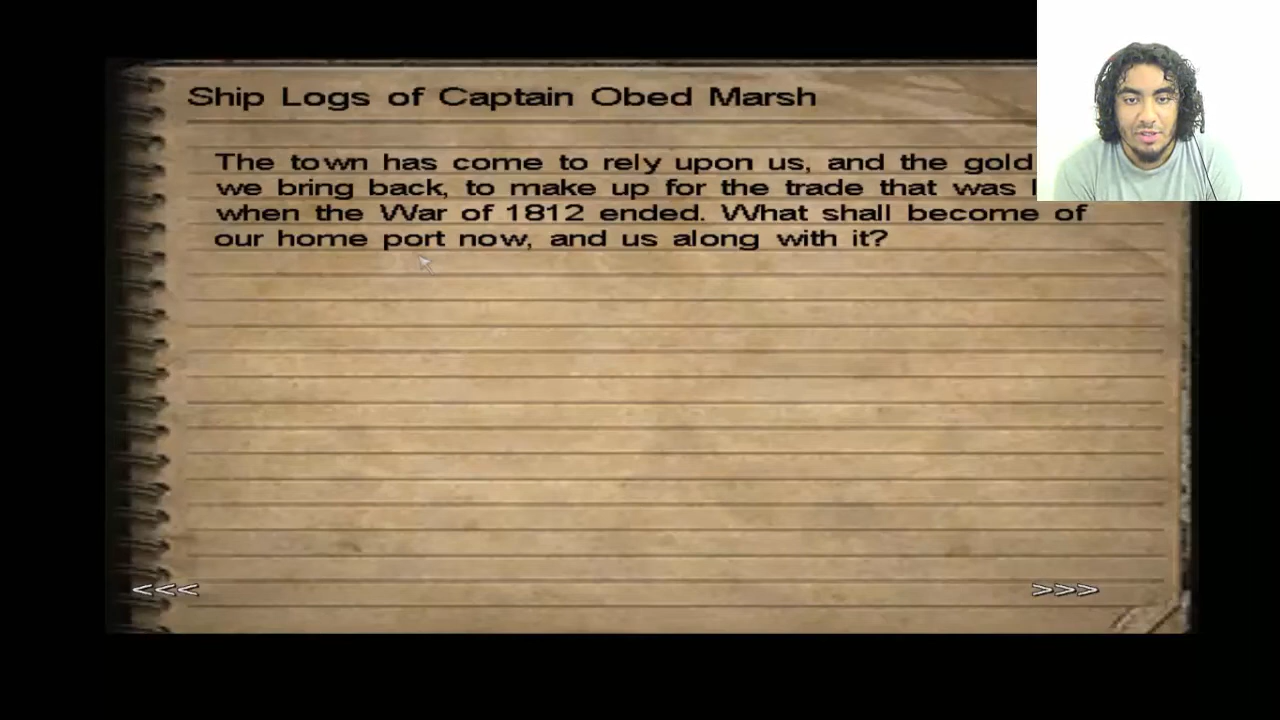 Ship Logs of Captain Obed Marsh
The town has come to rely upon us, and the gold
we bring back, to make up for the trade that was
when the War of 1812 ended. What shall become of
our home port now, and us along with it?
<<< >>>